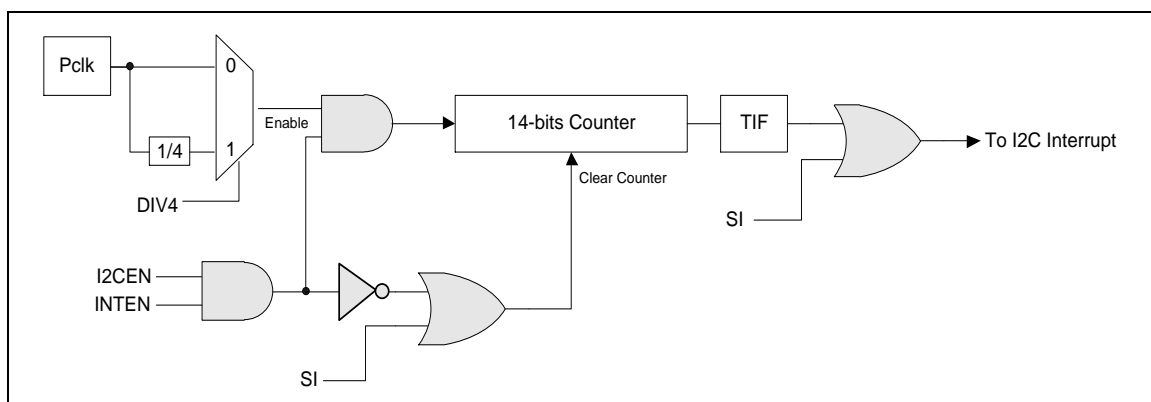 Pclk
0
1/4
1
Enable
DIV4
14-bits Counter
TIF
To I2C Interrupt
Clear Counter
SI
I2CEN
INTEN
SI